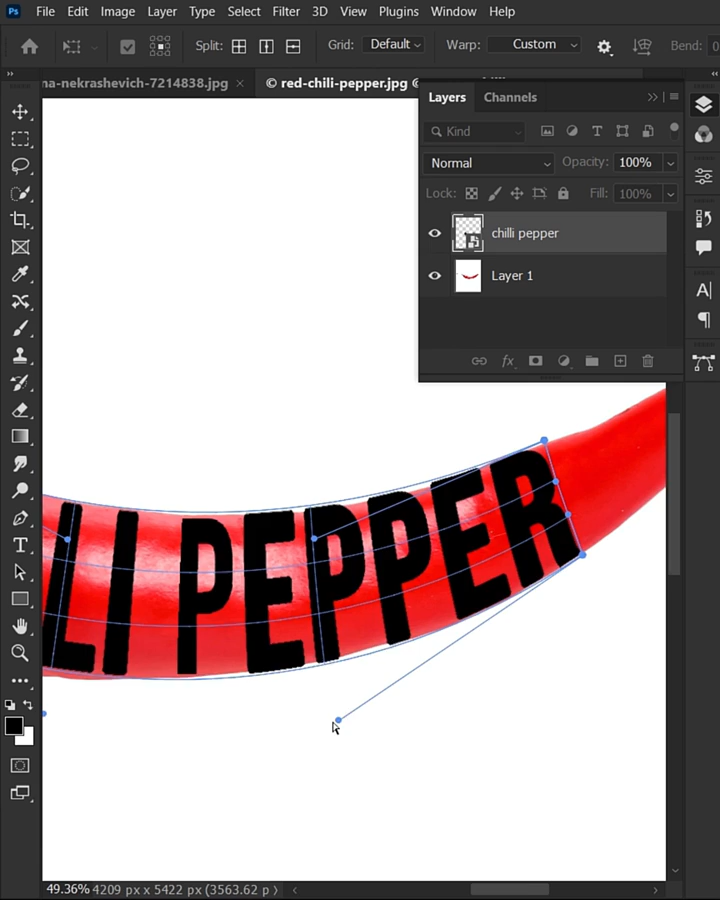 Ps File Edit Image Layer Type Select Filter 3D View Plugins Window Help
Split: Grid: Default Warp: Custom Bend: 0
na-nekrashevich-7214838.jpg × © red-chili-pepper.jpg
Layers Channels
Kind
Normal Opacity: 100%
Lock: Fill: 100%
chilli pepper
Layer 1
LI PEPPER
49.36% 4209 px x 5422 px (3563.62 p